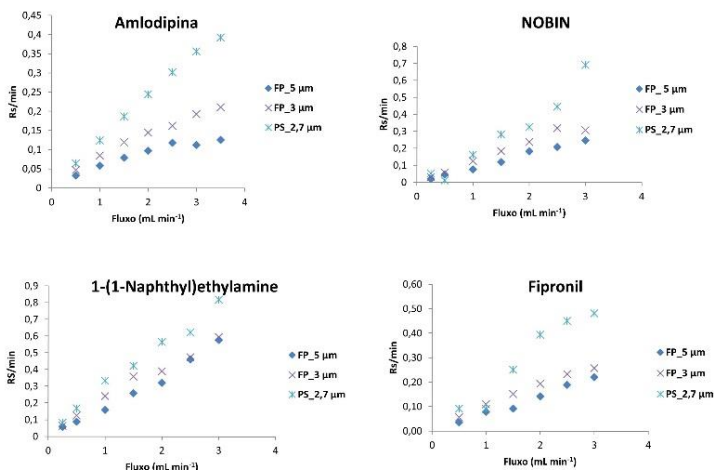 Amlodipina
0,45
0,4
0,35
0,3
0,25
0,2
0,15
0,1
0,05
0
Rs/min
0 1 2 3 4
Fluxo (mL min⁻¹)
FP_5 µm
FP_3 µm
PS_2,7 µm
NOBIN
0,8
0,7
0,6
0,5
0,4
0,3
0,2
0,1
0
Rs/min
0 1 2 3 4
Fluxo (mL min⁻¹)
FP_5 µm
FP_3 µm
PS_2,7 µm
1-(1-Naphthyl)ethylamine
0,9
0,8
0,7
0,6
0,5
0,4
0,3
0,2
0,1
0
RS/min
0 1 2 3 4
Fluxo (mL min⁻¹)
FP_5 µm
FP_3 µm
PS_2,7 µm
Fipronil
0,60
0,50
0,40
0,30
0,20
0,10
0,00
Rs/min
0 1 2 3 4
Fluxo (mL min⁻¹)
FP_5 µm
FP_3 µm
PS_2,7 µm